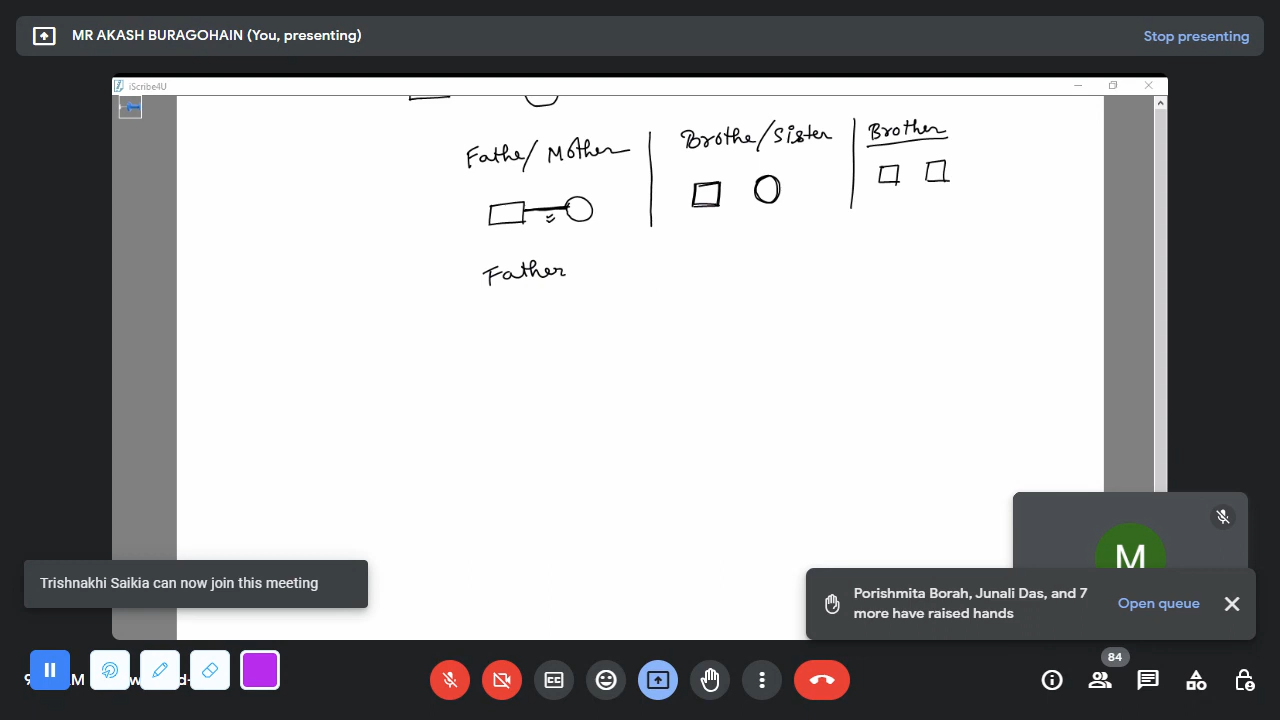 MR AKASH BURAGOHAIN (You, presenting)
Stop presenting
iScribe4U
Fathe/Mother
Brothe/Sister
Brother
Father
M
Trishnakhi Saikia can now join this meeting
Porishmita Borah, Junali Das, and 7
more have raised hands
Open queue
84